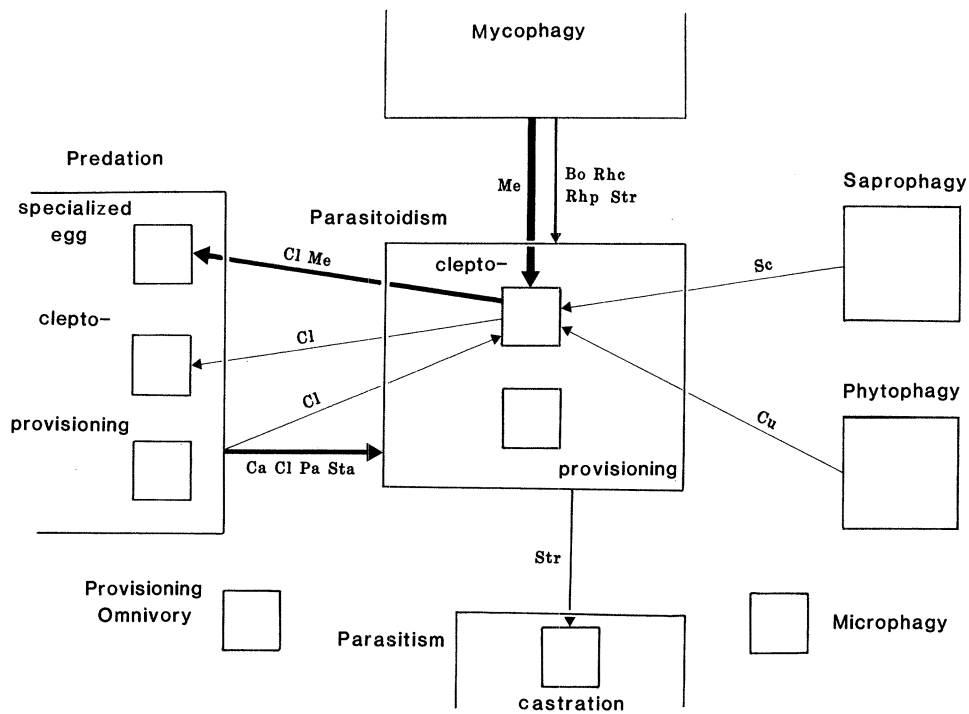 Mycophagy
Predation
Me
Bo Rhc
Rhp Str
Saprophagy
specialized
egg
Parasitoidism
clepto-
Cl Me
Sc
clepto-
Cl
Cl
Phytophagy
provisioning
Cu
Ca Cl Pa Sta
provisioning
Str
Provisioning
Omnivory
Parasitism
Microphagy
castration